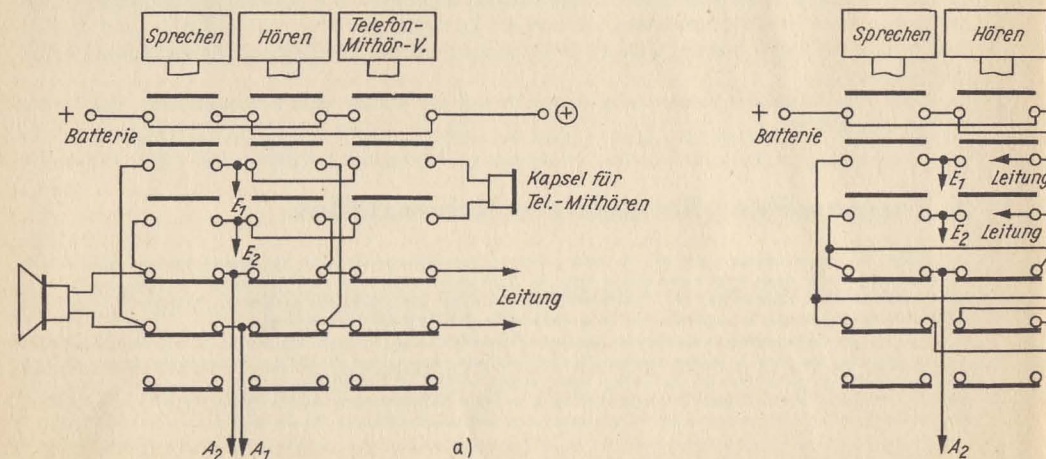 Sprechen
Hören
Telefon-
Mithör-V.
+
Batterie
+
E1
E2
Kapsel für
Tel.-Mithören
Leitung
A2
A1
a)
Sprechen
Hören
+
Batterie
E1
Leitung
E2
Leitung
A2